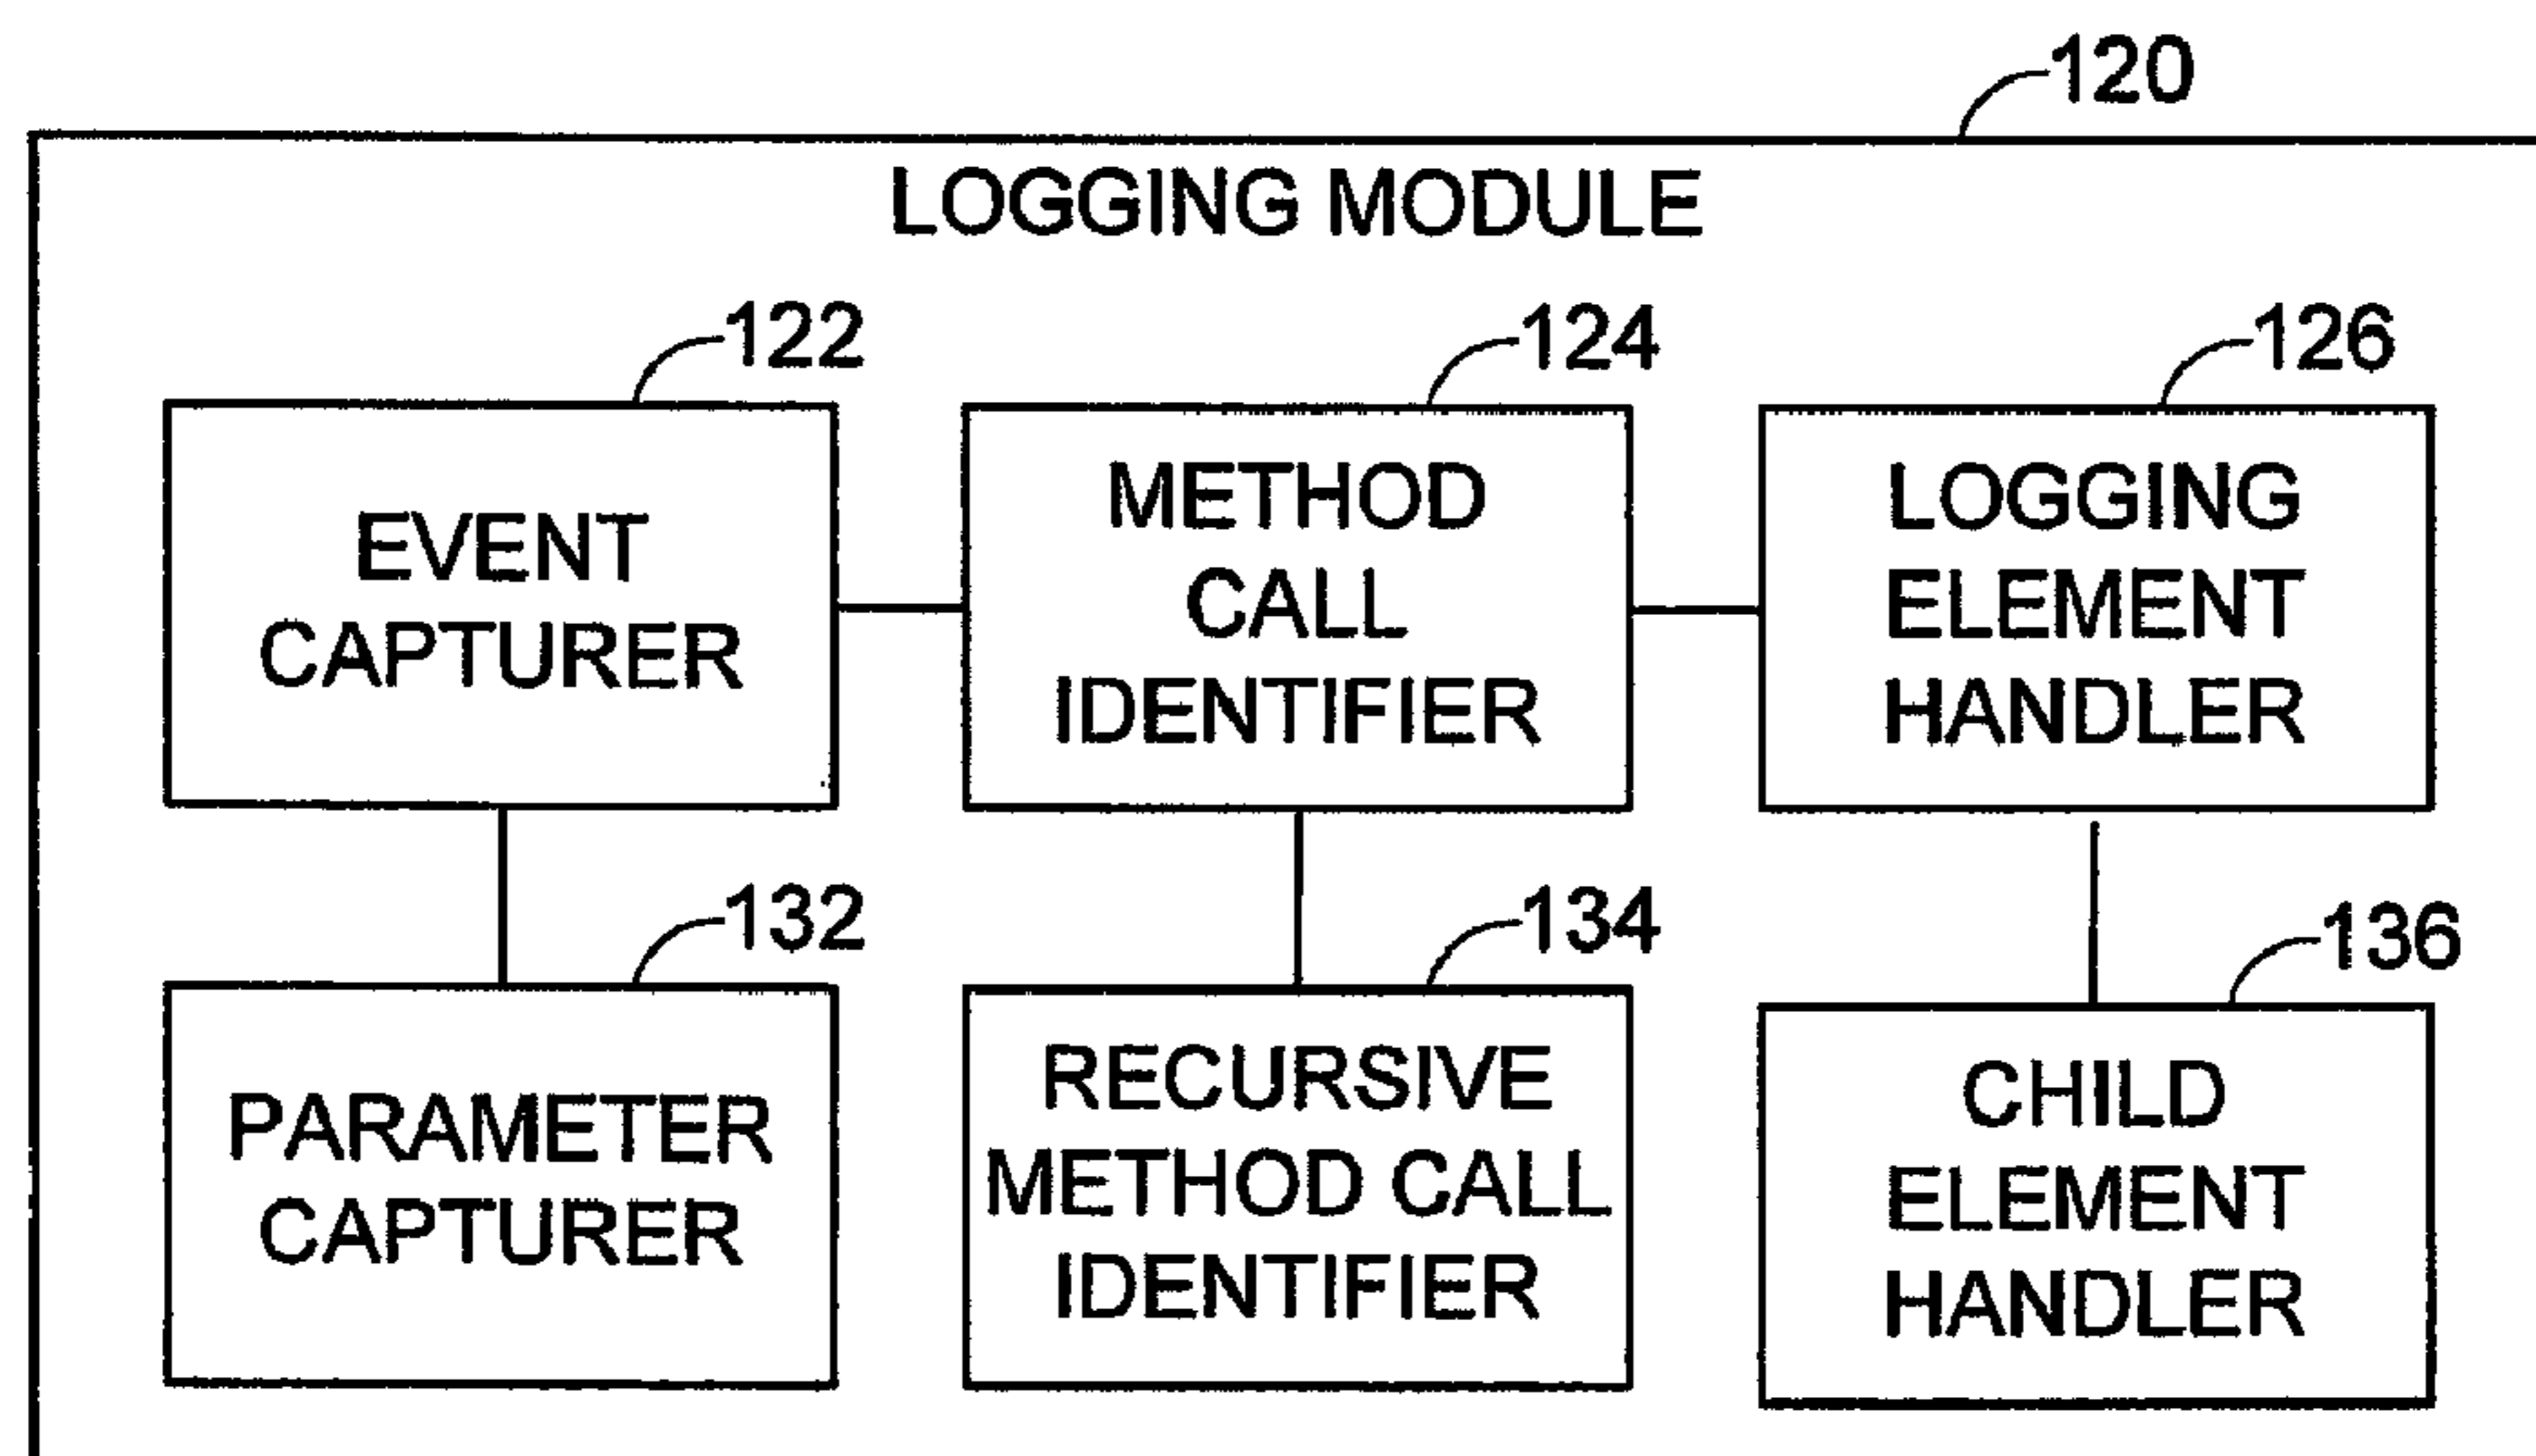 120
LOGGING MODULE
122
124
126
EVENT
CAPTURER
METHOD
CALL
IDENTIFIER
LOGGING
ELEMENT
HANDLER
132
134
136
PARAMETER
CAPTURER
RECURSIVE
METHOD CALL
IDENTIFIER
CHILD
ELEMENT
HANDLER